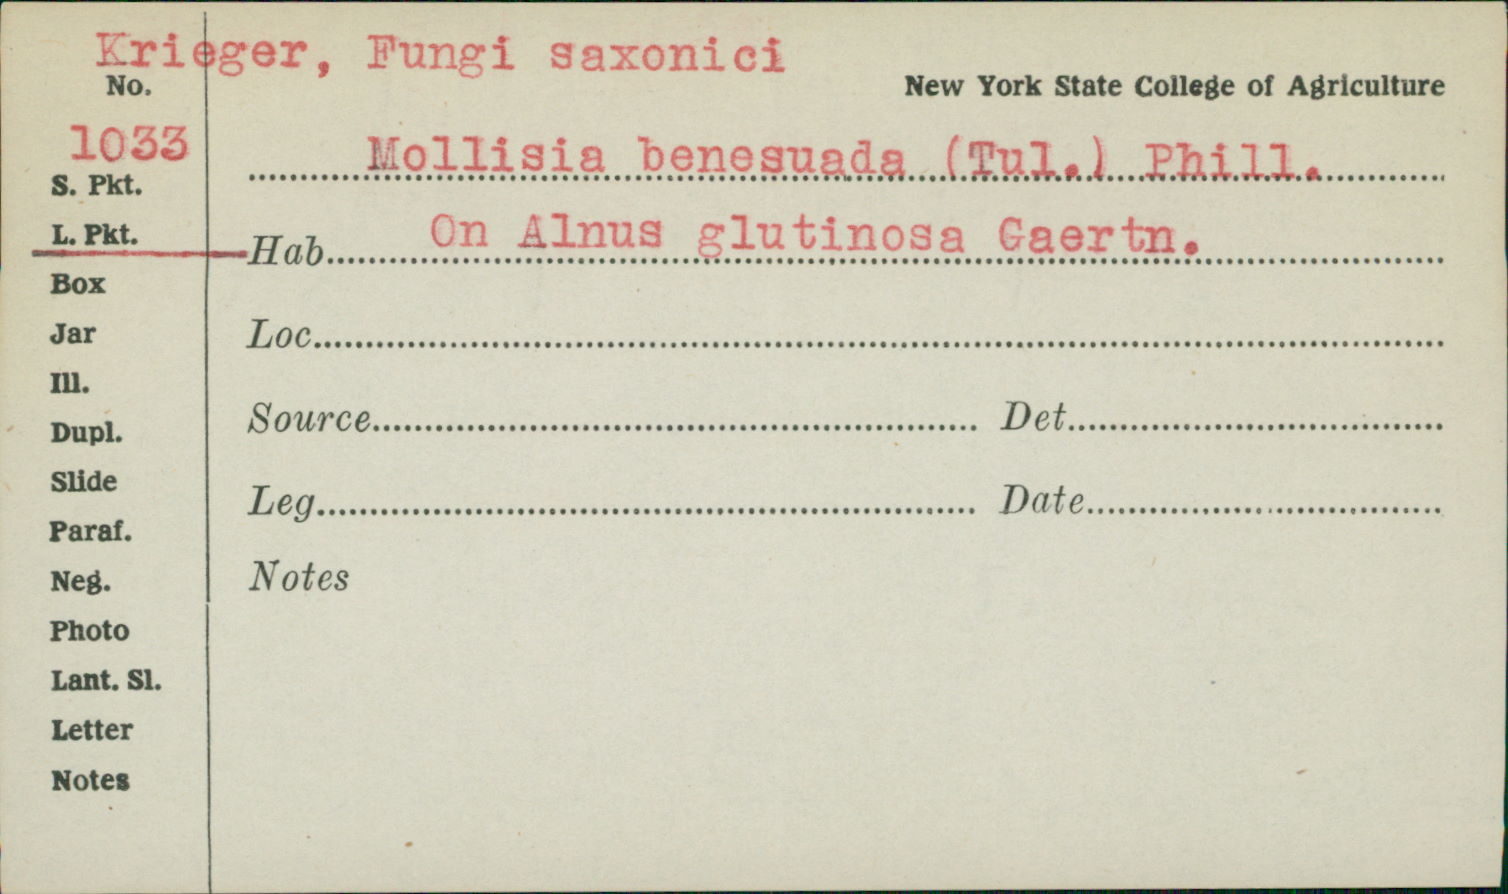 Krieger, Fungi saxonici
No.
New York State College of Agriculture
1033
Mollisia benesuada (Tul.) Phill.
S. Pkt.
L. Pkt.
Hab. On Alnus glutinosa Gaertn.
Box
Jar
Loc.
Ill.
Dupl.
Source Det.
Slide
Leg. Date
Paraf.
Neg.
Notes
Photo
Lant. Sl.
Letter
Notes